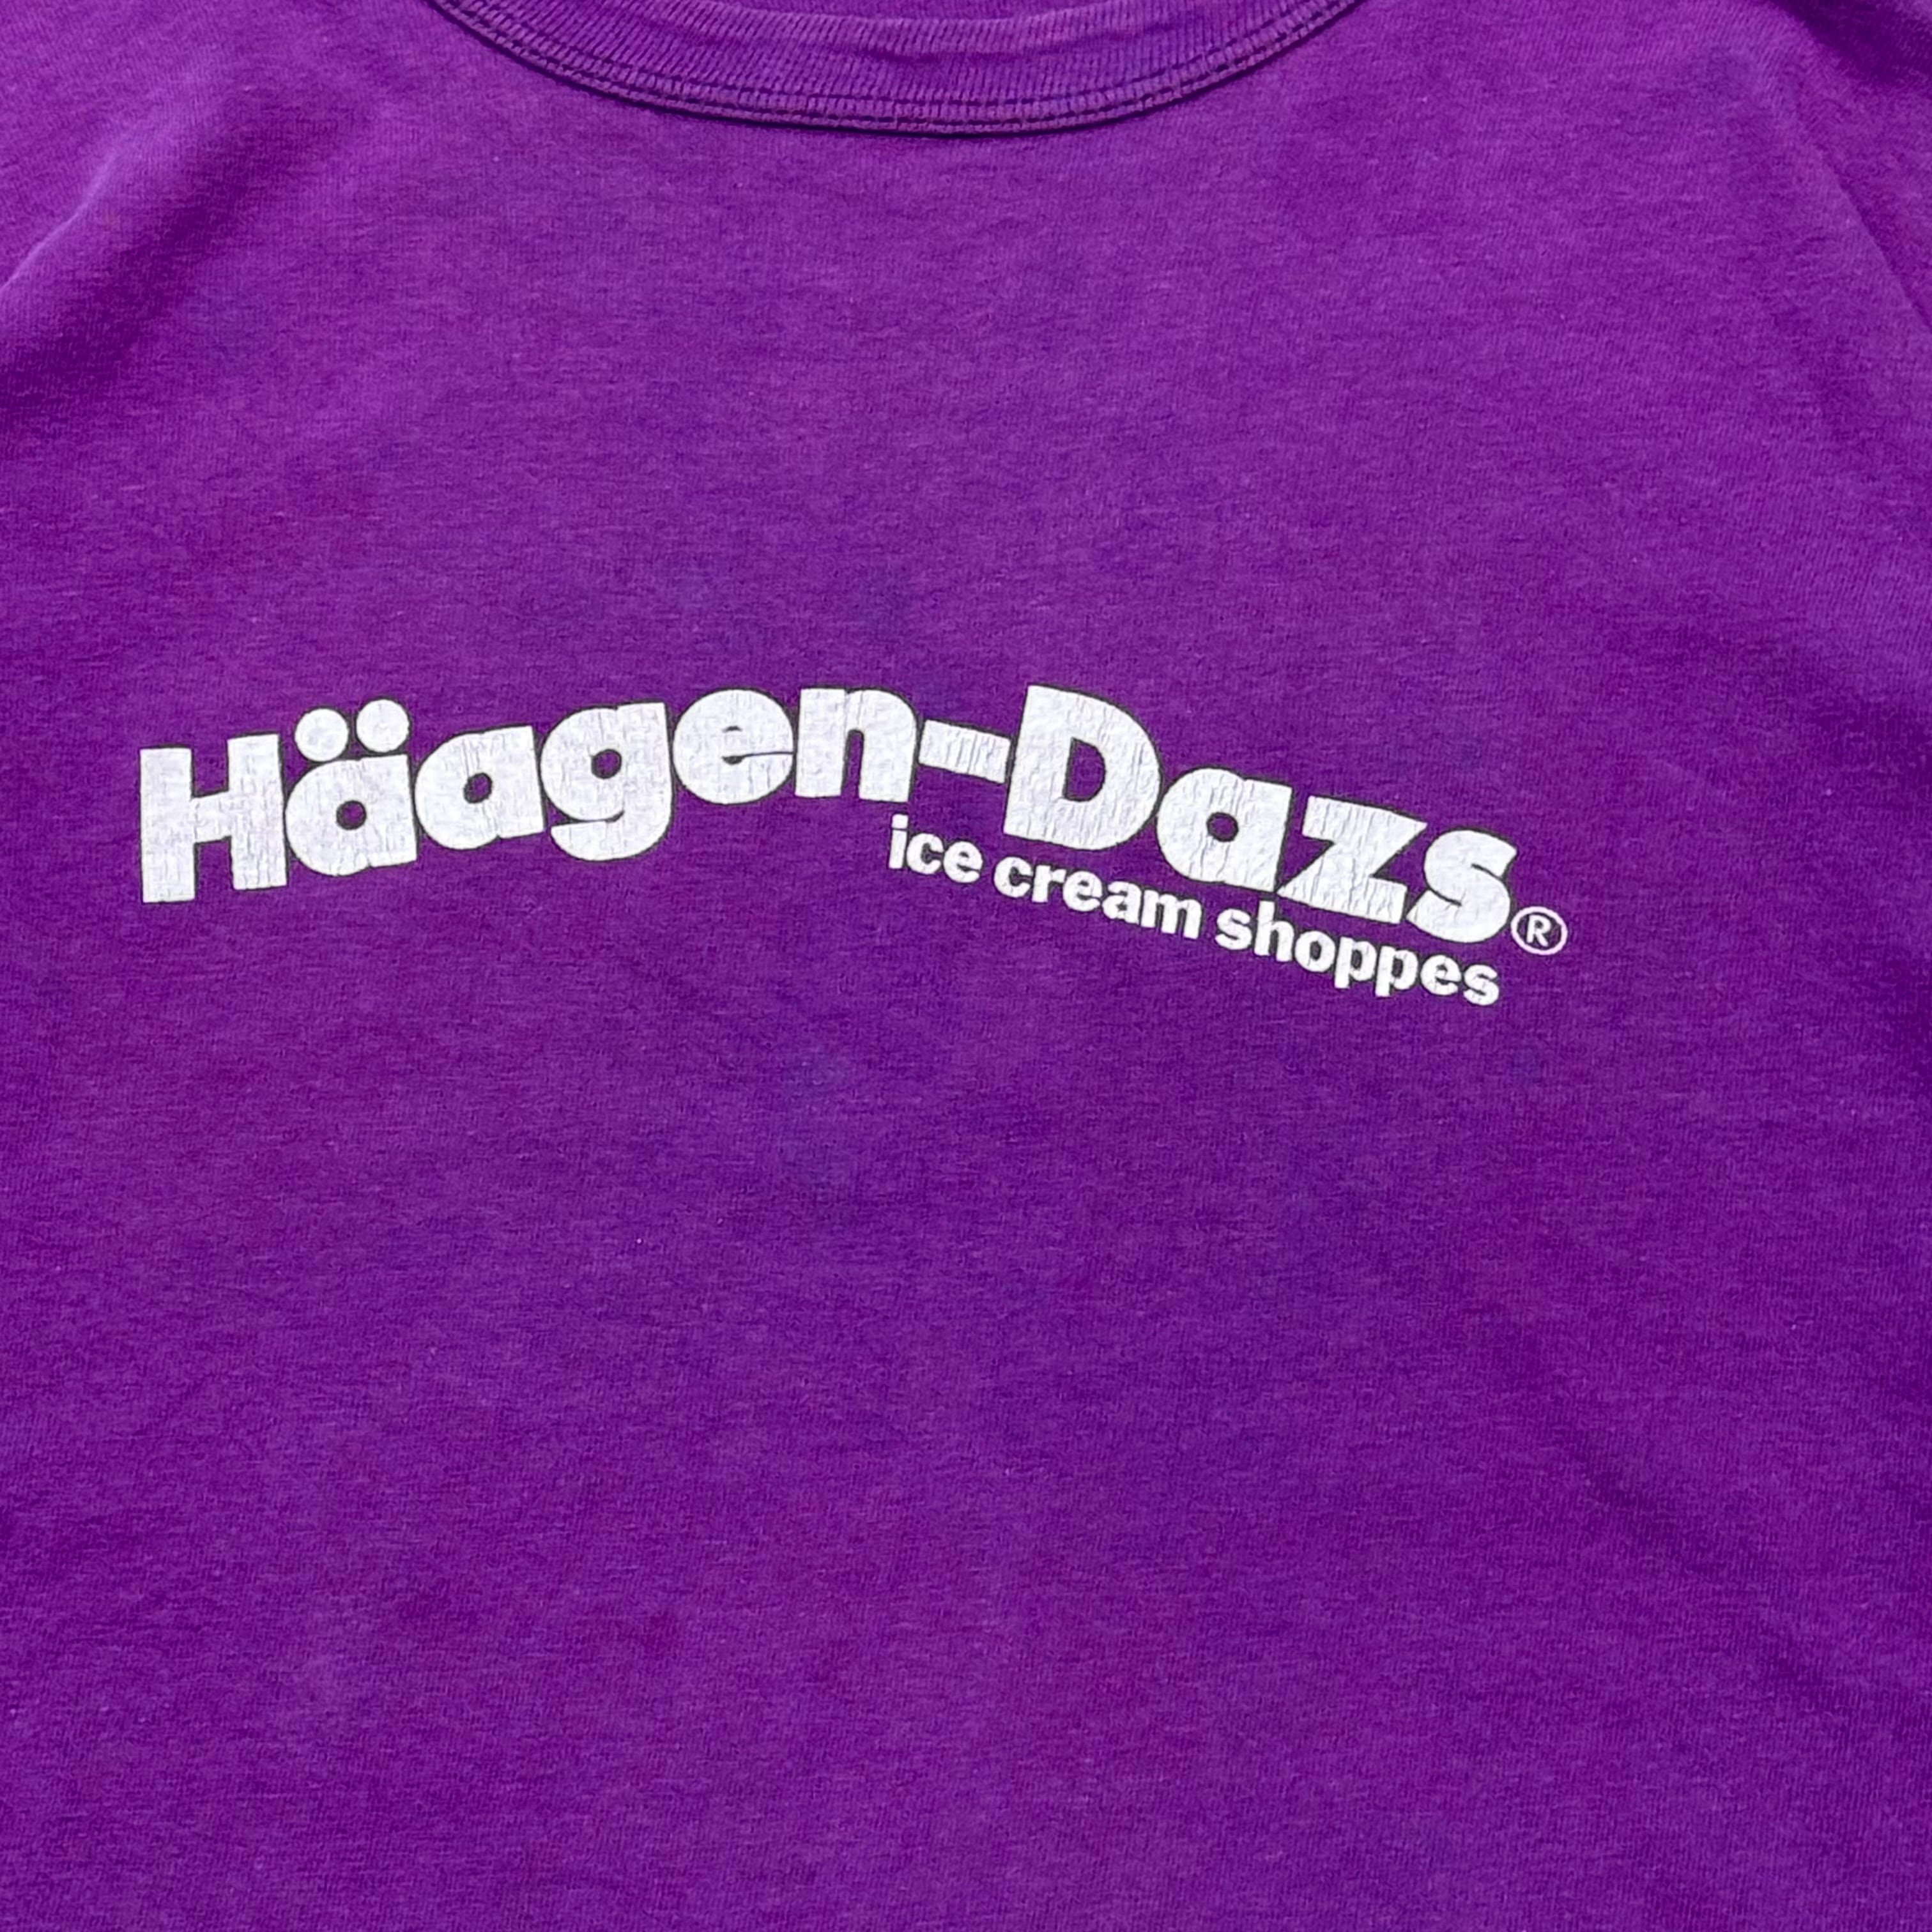 Häagen-Dazs®
ice cream shoppes